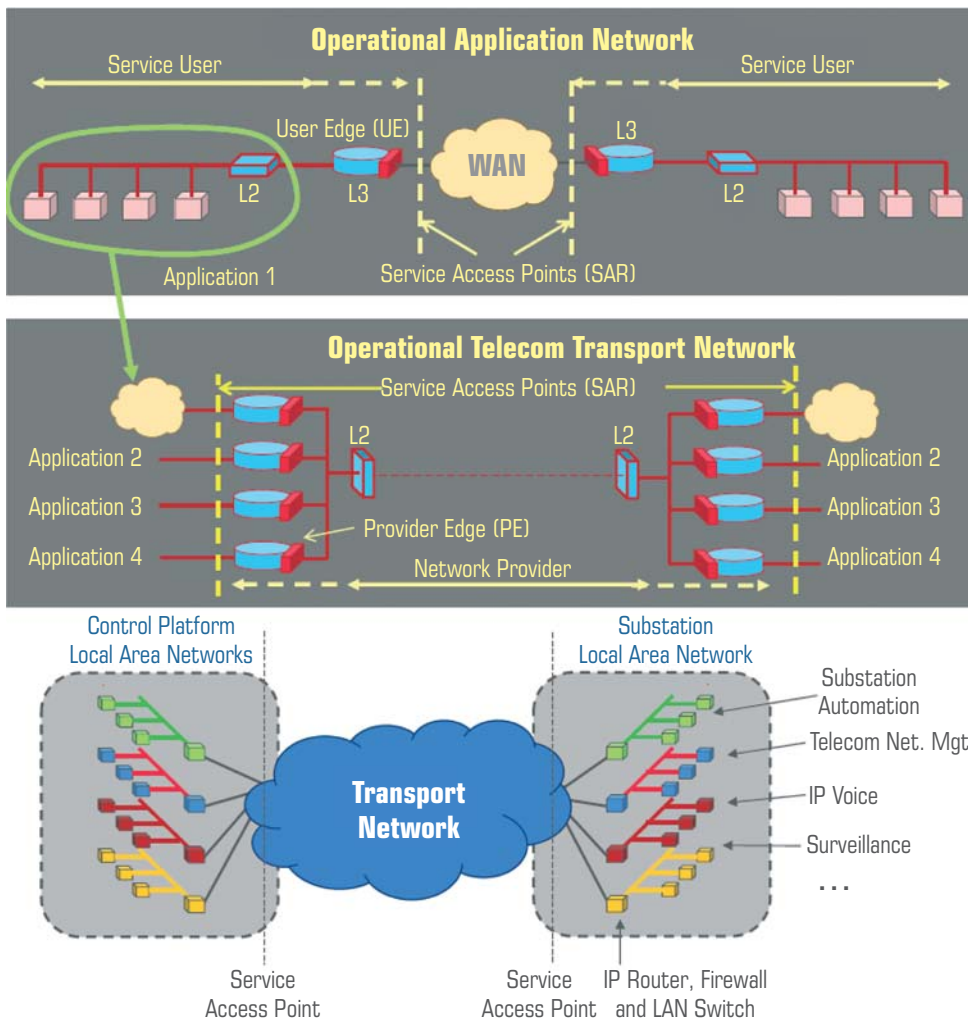 Operational Application Network
Service User
Service User
User Edge (UE)
L3
WAN
L2
L3
L2
Application 1
Service Access Points (SAR)
Operational Telecom Transport Network
Service Access Points (SAR)
L2
L2
Application 2
Application 2
Application 3
Application 3
Provider Edge (PE)
Application 4
Application 4
Network Provider
Control Platform
Local Area Networks
Substation
Local Area Network
Substation
Automation
Telecom Net. Mgt
IP Voice
Surveillance
...
Transport
Network
Service
Access Point
Service
Access Point
IP Router, Firewall
and LAN Switch